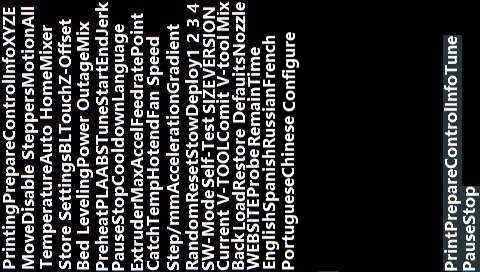 PrintingPrepareControlInfoXYZE
MoveDisable SteppersMotionAll
TemperatureAuto HomeMixer
Store SettingsBLTouchZ-Offset
Bed LevelingPower OutageMix
PreheatPLAABSTuneStartEndJerk
PauseStopCooldownLanguage
ExtruderMaxAccelFeedratePoint
CatchTempHotendFan Speed
Step/mmAccelerationGradient
RandomResetStowDeploy1 2 3 4
SW-ModeSelf-Test SIZEVERSION
Current V-TOOLComit V-tool Mix
Back LoadRestore DefaultsNozzle
WEBSITEProbeRemainTime
EnglishSpanishRussianFrench
PortugueseChinese Configure
PrintPrepareControlInfoTune
PauseStop